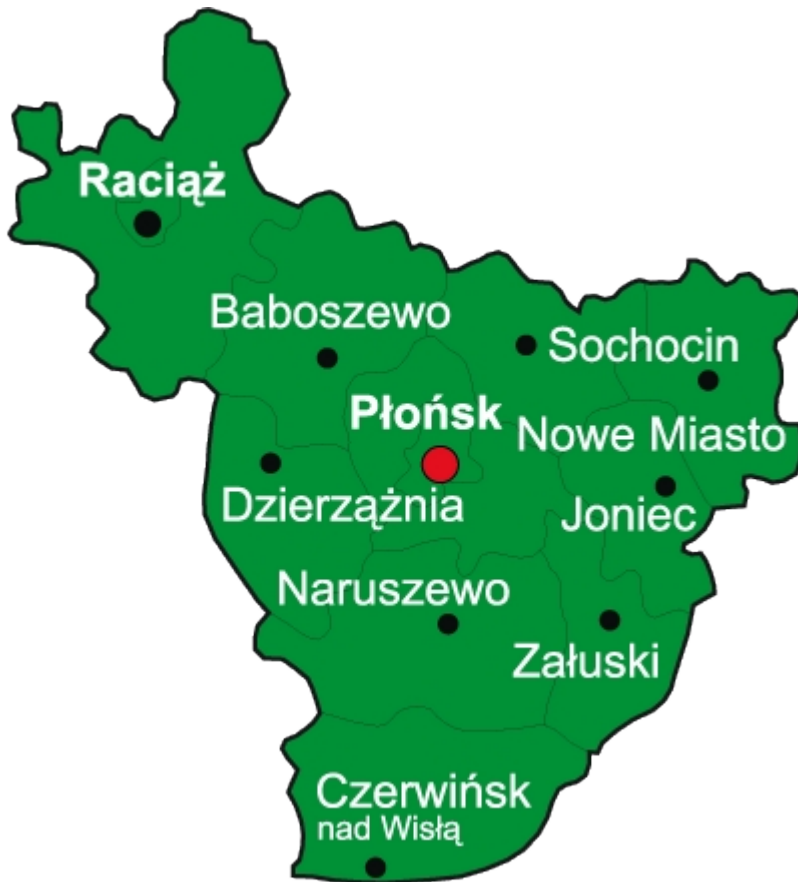 Raciąż
Baboszewo
Sochocin
Płońsk
Nowe Miasto
Dzierzążnia
Joniec
Naruszewo
Załuski
Czerwińsk
nad Wisłą